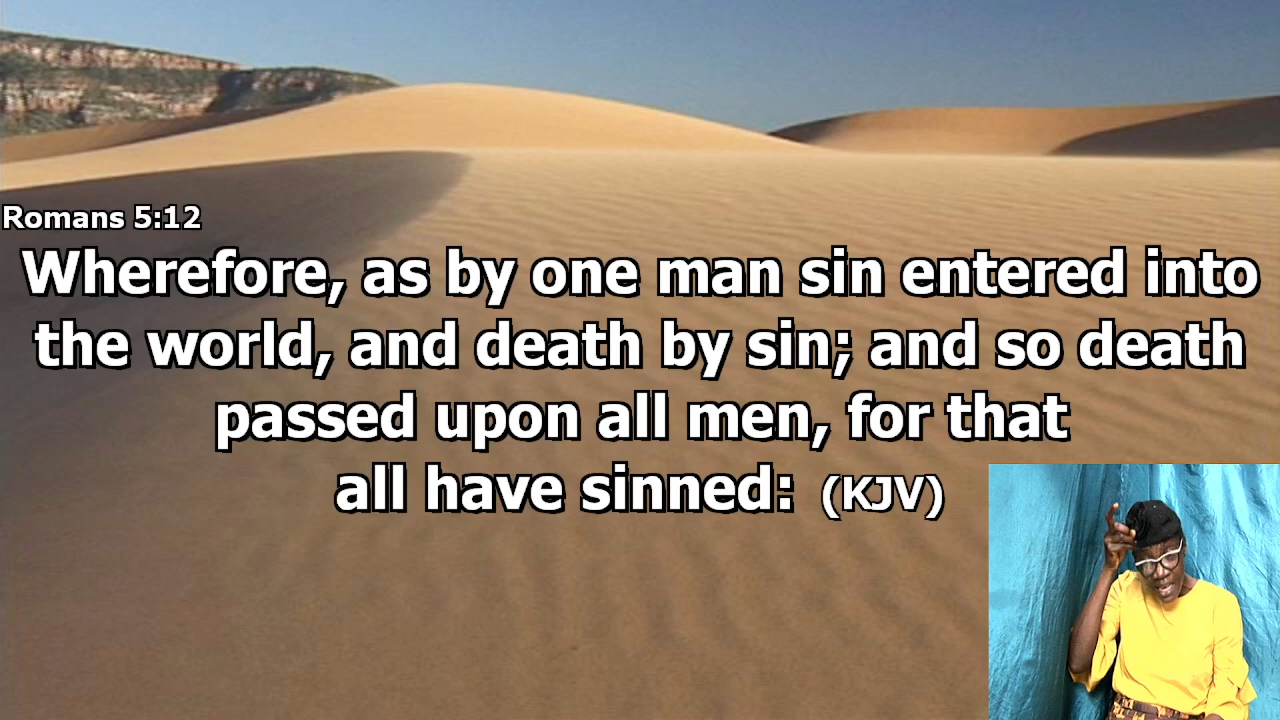 Romans 5:12
Wherefore, as by one man sin entered into
the world, and death by sin; and so death
passed upon all men, for that
all have sinned: (KJV)